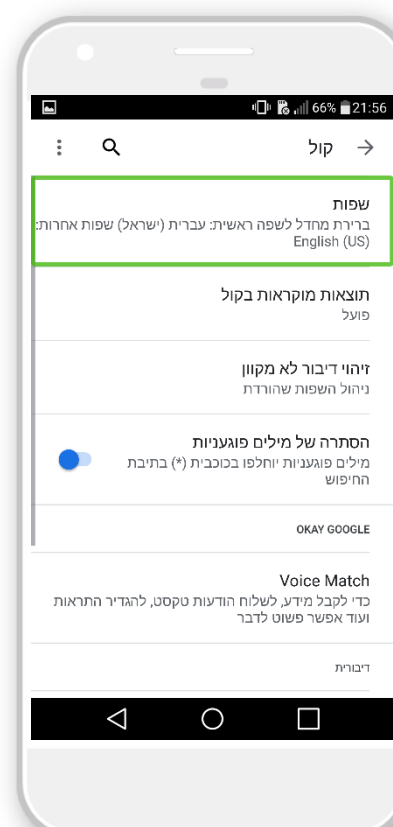 66% 21:56
קול
שפות
ברירת מחדל לשפה ראשית: עברית (ישראל) שפות אחרות:
English (US)
תוצאות מוקראות בקול
פועל
זיהוי דיבור לא מקוון
ניהול השפות שהורדת
הסתרה של מילים פוגעניות
מילים פוגעניות יוחלפו בכוכבית (*) בתיבת
החיפוש
OKAY GOOGLE
Voice Match
כדי לקבל מידע, לשלוח הודעות טקסט, להגדיר התראות
ועוד אפשר פשוט לדבר
דיבורית